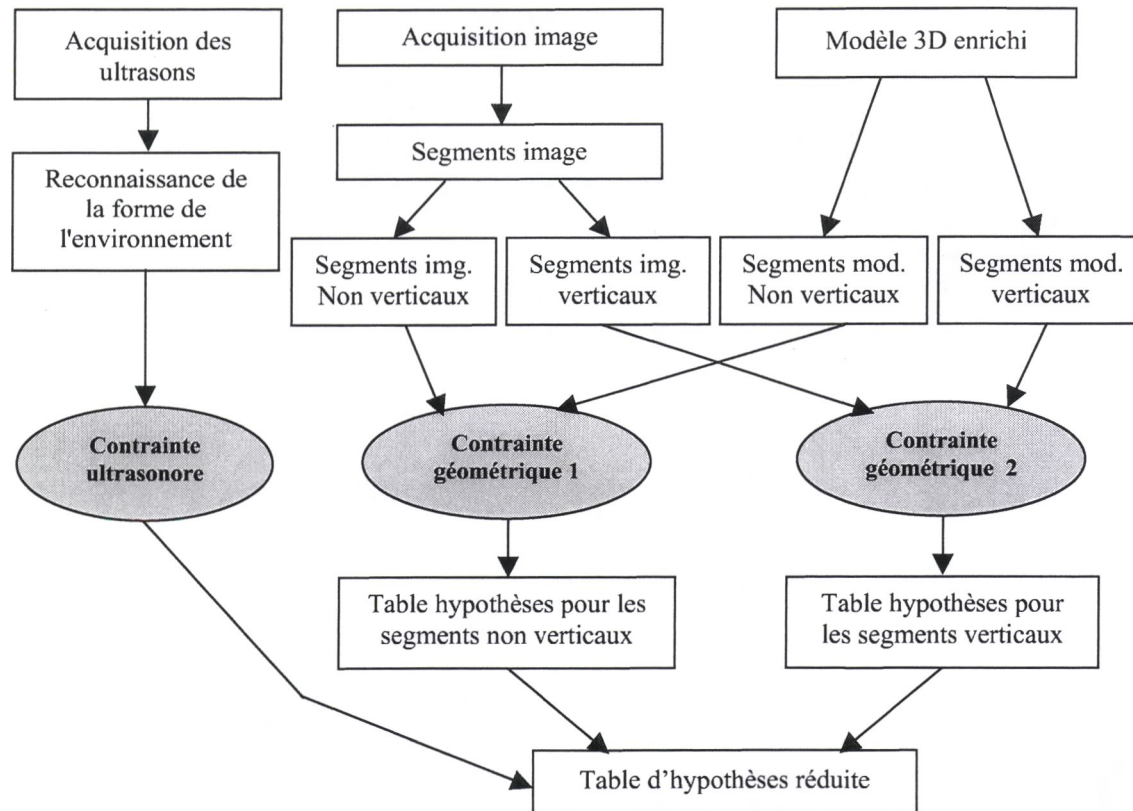 Acquisition des
ultrasons
Acquisition image
Modèle 3D enrichi
Segments image
Reconnaissance de
la forme de
l'environnement
Segments img.
Non verticaux
Segments img.
verticaux
Segments mod.
Non verticaux
Segments mod.
verticaux
Contrainte
ultrasonore
Contrainte
géométrique 1
Contrainte
géométrique 2
Table hypothèses pour les
segments non verticaux
Table hypothèses pour
les segments verticaux
Table d’hypothèses réduite